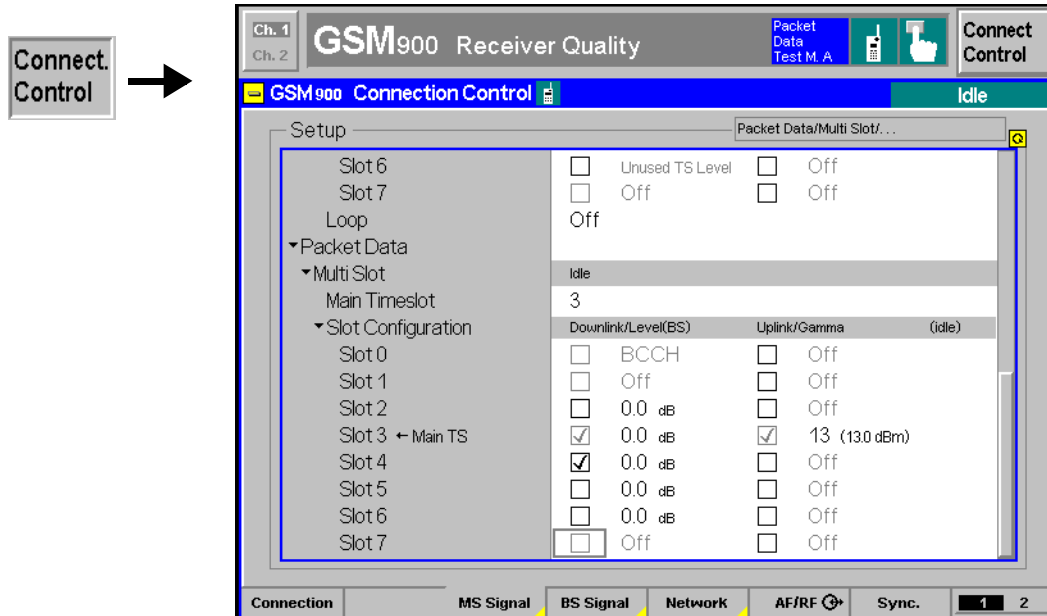 Connect.
Control
Ch. 1
Ch. 2
GSM900 Receiver Quality
Packet
Data
Test M. A
Connect
Control
GSM900 Connection Control
Idle
Setup
Packet Data/Multi Slot/...
Slot 6 Unused TS Level Off
Slot 7 Off Off
Loop Off
Packet Data
Multi Slot Idle
Main Timeslot 3
Slot Configuration Downlink/Level(BS) Uplink/Gamma (idle)
Slot 0 BCCH Off
Slot 1 Off Off
Slot 2 0.0 dB Off
Slot 3 ← Main TS 0.0 dB 13 (13.0 dBm)
Slot 4 0.0 dB Off
Slot 5 0.0 dB Off
Slot 6 0.0 dB Off
Slot 7 Off Off
Connection MS Signal BS Signal Network AF/RF Sync. 1 2